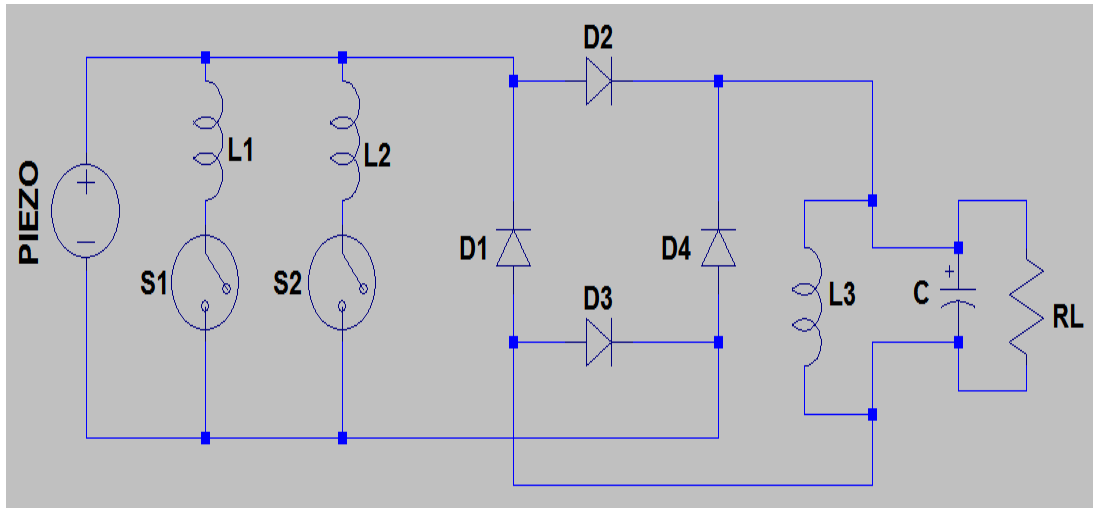 PIEZO
+
−
L1
S1
L2
S2
D2
D1
D4
D3
L3
+
C
RL